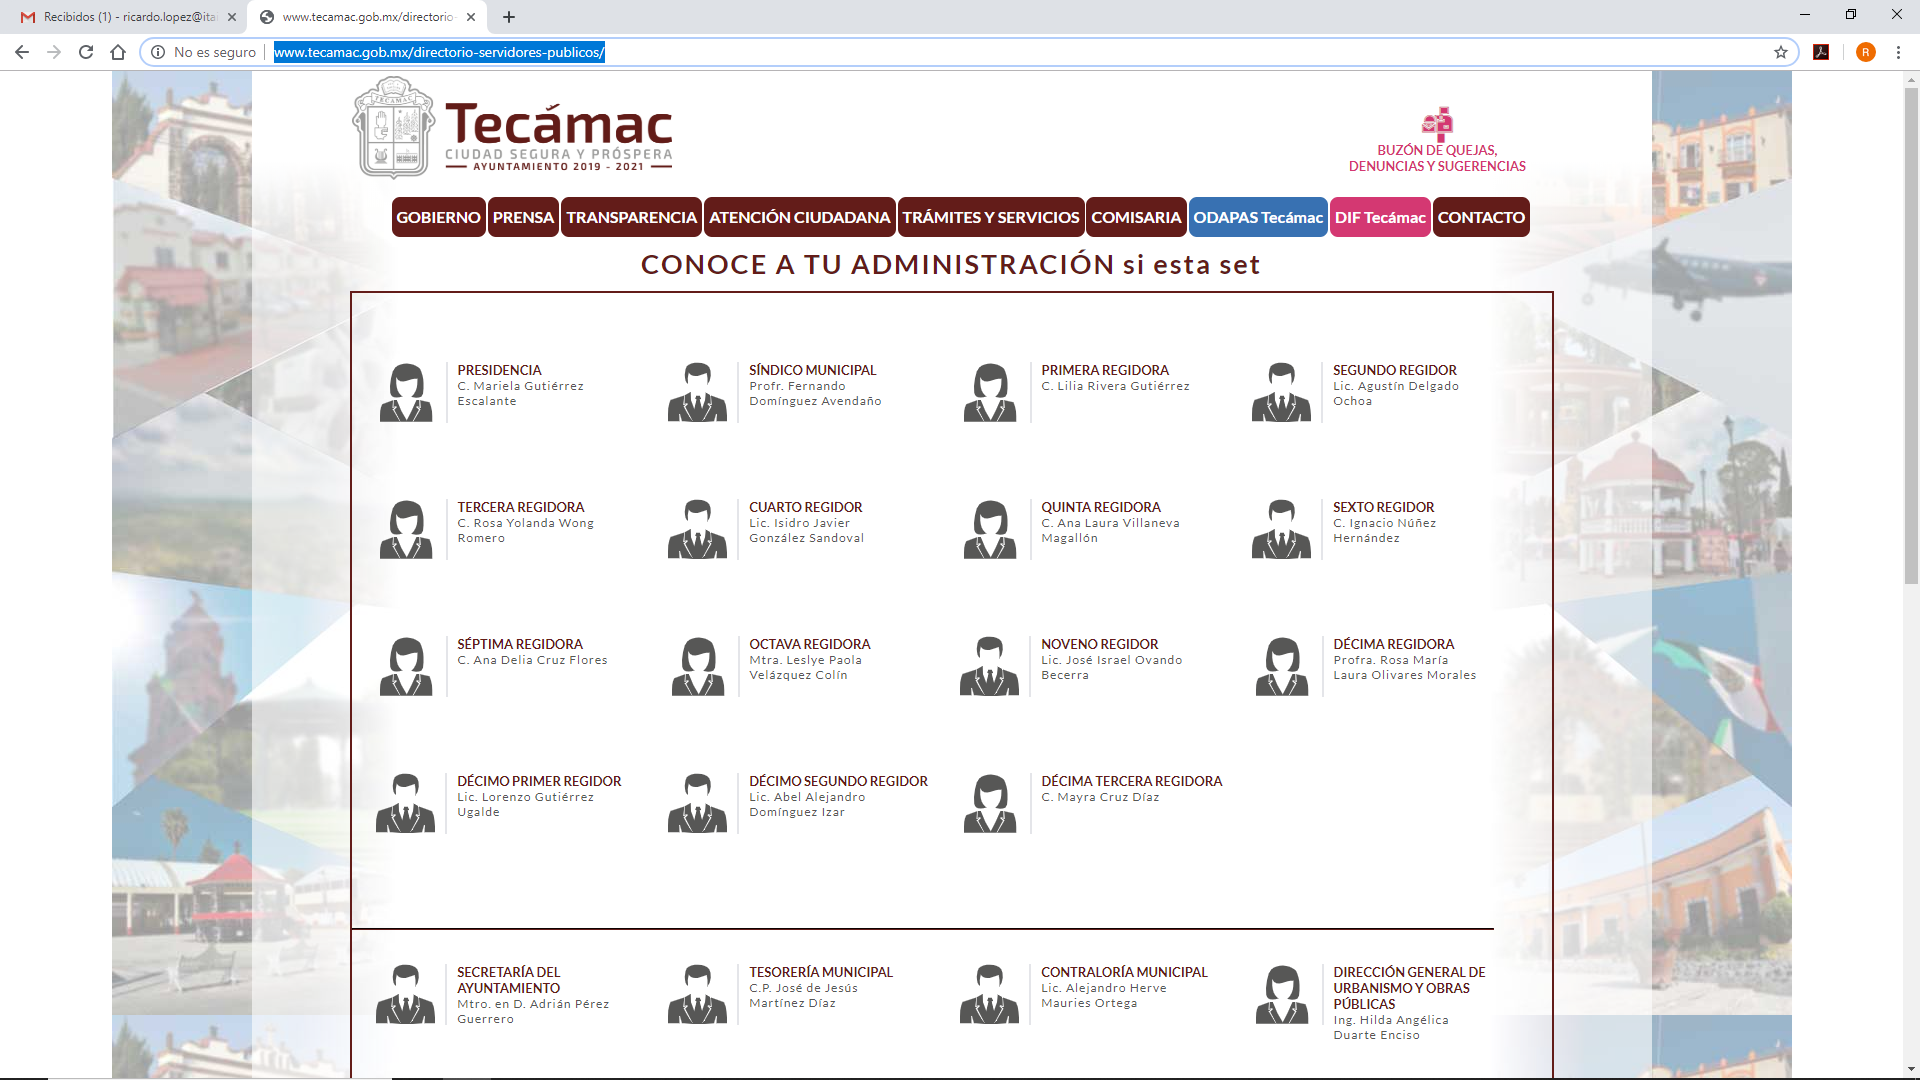 Recibidos (1) - ricardo.lopez@ita
www.tecamac.gob.mx/directorio-
No es seguro
www.tecamac.gob.mx/directorio-servidores-publicos/
R
TECAMAC
Tecámac
CIUDAD SEGURA Y PRÓSPERA
AYUNTAMIENTO 2019 - 2021
BUZÓN DE QUEJAS,
DENUNCIAS Y SUGERENCIAS
GOBIERNO PRENSA TRANSPARENCIA ATENCIÓN CIUDADANA TRÁMITES Y SERVICIOS COMISARIA ODAPAS Tecámac DIF Tecámac CONTACTO
CONOCE A TU ADMINISTRACIÓN si esta set
PRESIDENCIA
C. Mariela Gutiérrez
Escalante
SÍNDICO MUNICIPAL
Profr. Fernando
Domínguez Avendaño
PRIMERA REGIDORA
C. Lilia Rivera Gutiérrez
SEGUNDO REGIDOR
Lic. Agustín Delgado
Ochoa
TERCERA REGIDORA
C. Rosa Yolanda Wong
Romero
CUARTO REGIDOR
Lic. Isidro Javier
González Sandoval
QUINTA REGIDORA
C. Ana Laura Villaneva
Magallón
SEXTO REGIDOR
C. Ignacio Núñez
Hernández
SÉPTIMA REGIDORA
C. Ana Delia Cruz Flores
OCTAVA REGIDORA
Mtra. Leslye Paola
Velázquez Colín
NOVENO REGIDOR
Lic. José Israel Ovando
Becerra
DÉCIMA REGIDORA
Profra. Rosa María
Laura Olivares Morales
DÉCIMO PRIMER REGIDOR
Lic. Lorenzo Gutiérrez
Ugalde
DÉCIMO SEGUNDO REGIDOR
Lic. Abel Alejandro
Domínguez Izar
DÉCIMA TERCERA REGIDORA
C. Mayra Cruz Díaz
SECRETARÍA DEL
AYUNTAMIENTO
Mtro. en D. Adrián Pérez
Guerrero
TESORERÍA MUNICIPAL
C.P. José de Jesús
Martínez Díaz
CONTRALORÍA MUNICIPAL
Lic. Alejandro Herve
Mauries Ortega
DIRECCIÓN GENERAL DE
URBANISMO Y OBRAS
PÚBLICAS
Ing. Hilda Angélica
Duarte Enciso